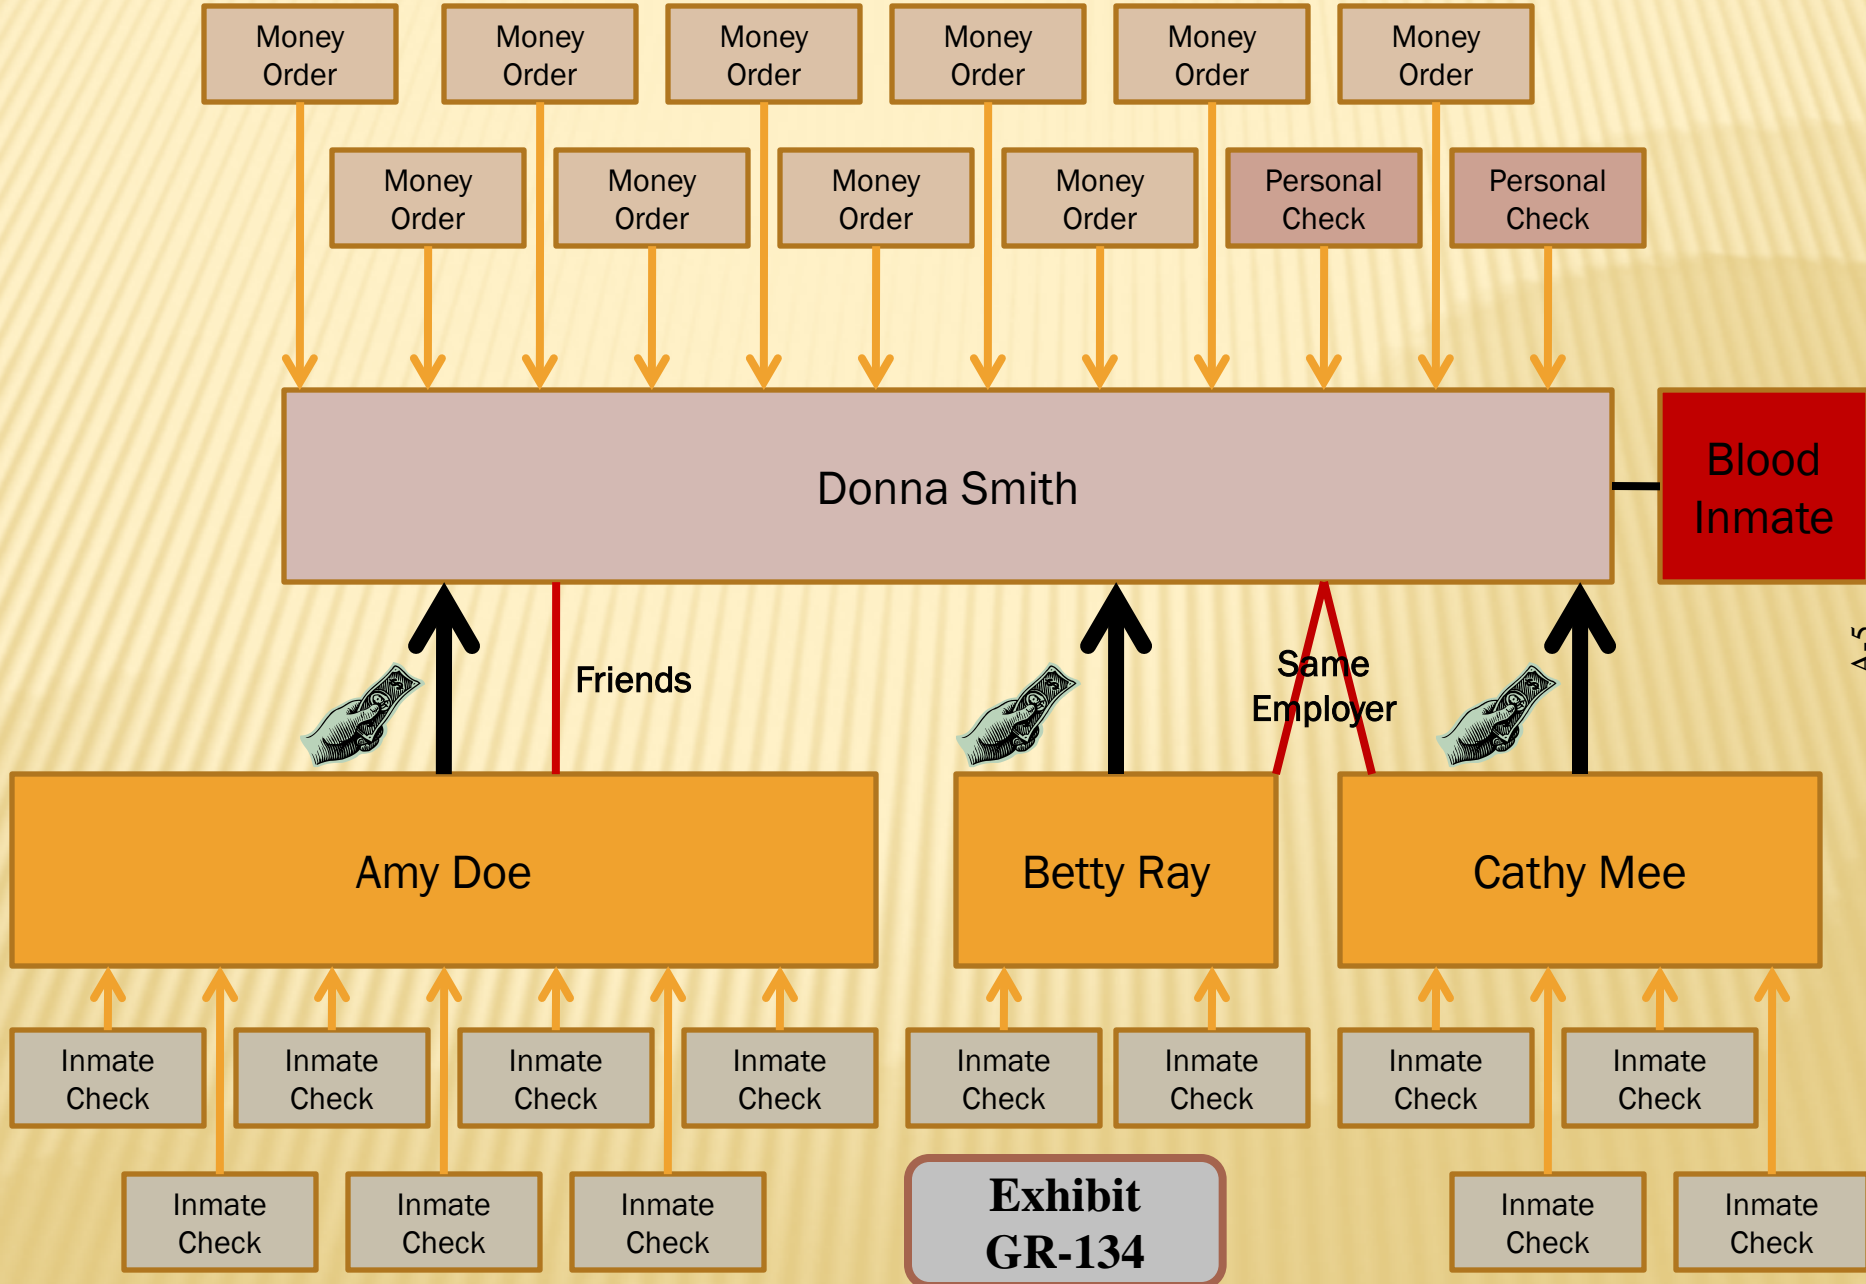 Money
Order
Money
Order
Money
Order
Money
Order
Money
Order
Money
Order
Money
Order
Money
Order
Money
Order
Money
Order
Personal
Check
Personal
Check
Donna Smith
Blood
Inmate
A-5
Friends
Same
Employer
Amy Doe
Betty Ray
Cathy Mee
Inmate
Check
Inmate
Check
Inmate
Check
Inmate
Check
Inmate
Check
Inmate
Check
Inmate
Check
Inmate
Check
Inmate
Check
Inmate
Check
Inmate
Check
Exhibit
GR-134
Inmate
Check
Inmate
Check